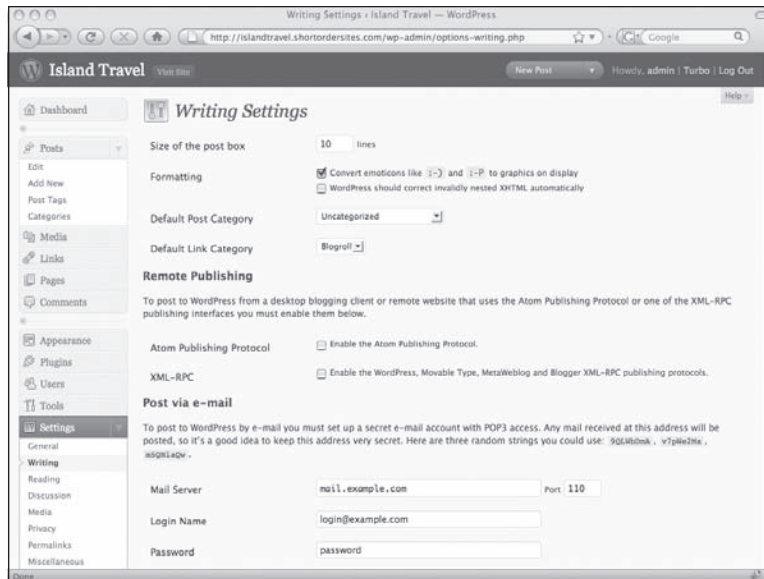 Writing Settings ‹ Island Travel — WordPress
http://islandtravel.shortordersites.com/wp-admin/options-writing.php
Google
Island Travel
Visit Site
New Post
Howdy, admin | Turbo | Log Out
Help
Dashboard
Posts
Edit
Add New
Post Tags
Categories
Media
Links
Pages
Comments
Appearance
Plugins
Users
Tools
Settings
General
Writing
Reading
Discussion
Media
Privacy
Permalinks
Miscellaneous
Writing Settings
Size of the post box 10 lines
Formatting
Convert emoticons like :-) and :-P to graphics on display
WordPress should correct invalidly nested XHTML automatically
Default Post Category Uncategorized
Default Link Category Blogroll
Remote Publishing
To post to WordPress from a desktop blogging client or remote website that uses the Atom Publishing Protocol or one of the XML-RPC
publishing interfaces you must enable them below.
Atom Publishing Protocol Enable the Atom Publishing Protocol.
XML-RPC Enable the WordPress, Movable Type, MetaWeblog and Blogger XML-RPC publishing protocols.
Post via e-mail
To post to WordPress by e-mail you must set up a secret e-mail account with POP3 access. Any mail received at this address will be
posted, so it's a good idea to keep this address very secret. Here are three random strings you could use:
Mail Server mail.example.com Port 110
Login Name login@example.com
Password password
Done